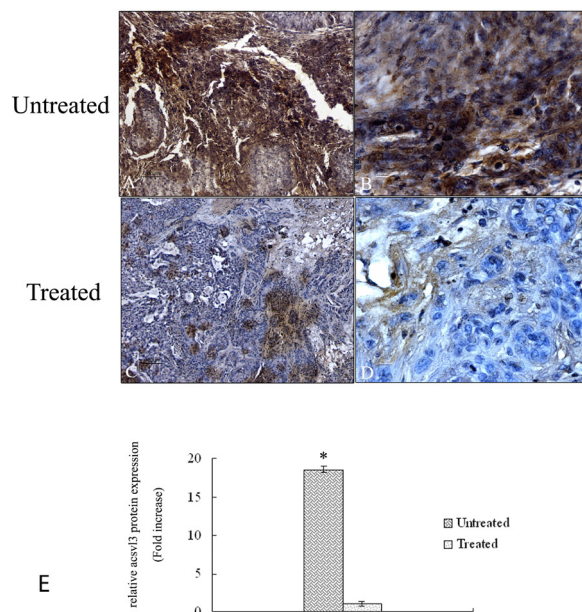 Untreated
B
Treated
C
D
relative acsvl3 protein expression
(Fold increase)
20
15
10
5
0
*
Untreated
Treated
E